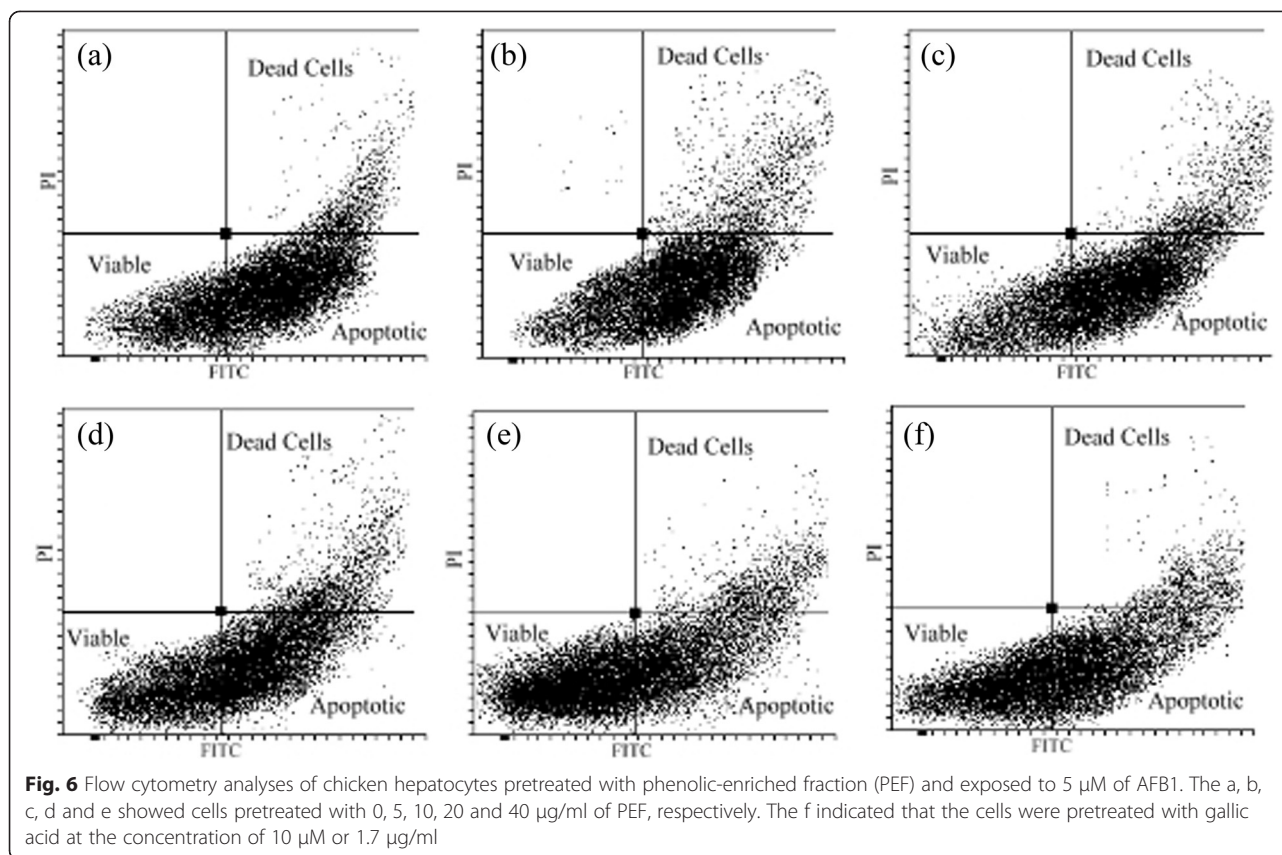 (a)
Dead Cells
PI
Viable
Apoptotic
FITC
(b)
Dead Cells
PI
Viable
Apoptotic
FITC
(c)
Dead Cells
PI
Viable
Apoptotic
FITC
(d)
Dead Cells
PI
Viable
Apoptotic
FITC
(e)
Dead Cells
PI
Viable
Apoptotic
FITC
(f)
Dead Cells
PI
Viable
Apoptotic
FITC
Fig. 6 Flow cytometry analyses of chicken hepatocytes pretreated with phenolic-enriched fraction (PEF) and exposed to 5 μM of AFB1. The a, b,
c, d and e showed cells pretreated with 0, 5, 10, 20 and 40 μg/ml of PEF, respectively. The f indicated that the cells were pretreated with gallic
acid at the concentration of 10 μM or 1.7 μg/ml